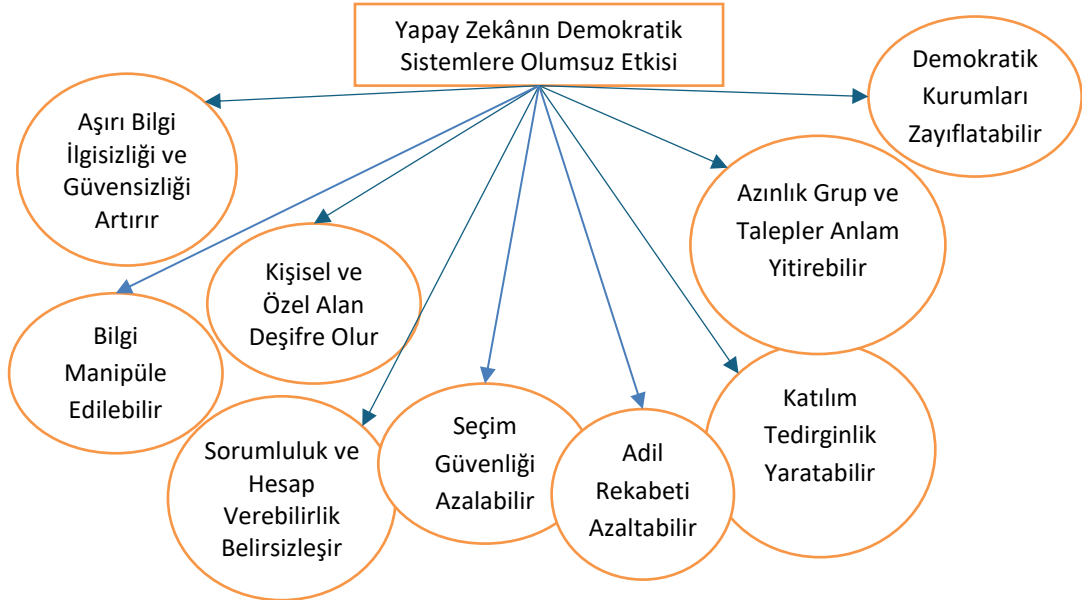 Yapay Zekânın Demokratik
Sistemlere Olumsuz Etkisi
Aşırı Bilgi
İlgisizliği ve
Güvensizliği
Artırır
Bilgi
Manipüle
Edilebilir
Kişisel ve
Özel Alan
Deşifre Olur
Sorumluluk ve
Hesap
Verebilirlik
Belirsizleşir
Seçim
Güvenliği
Azalabilir
Adil
Rekabeti
Azaltabilir
Katılım
Tedirginlik
Yaratabilir
Azınlık Grup ve
Talepler Anlam
Yitirebilir
Demokratik
Kurumları
Zayıflatabilir